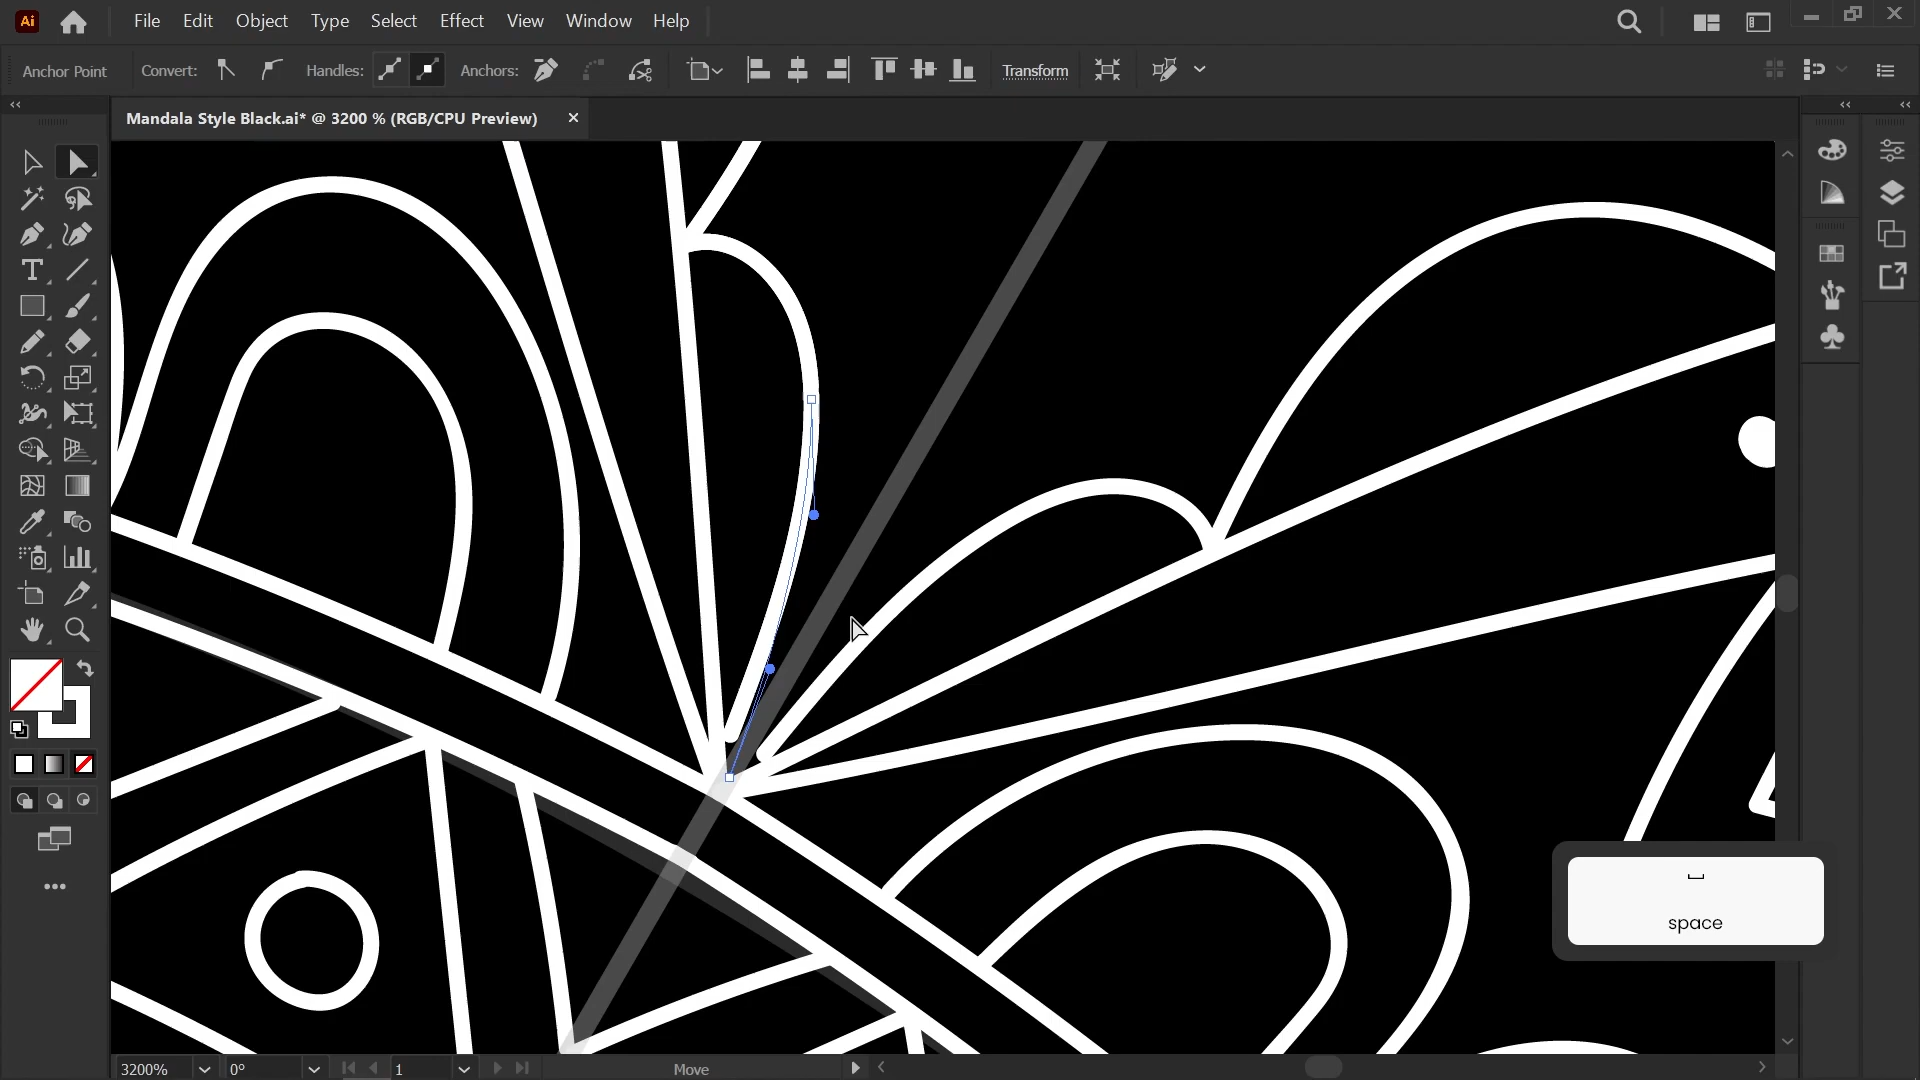 Ai File Edit Object Type Select Effect View Window Help
Anchor Point Convert: Handles: Anchors: Transform
Mandala Style Black.ai* @ 3200 % (RGB/CPU Preview)
T
space
3200% 0° 1 Move